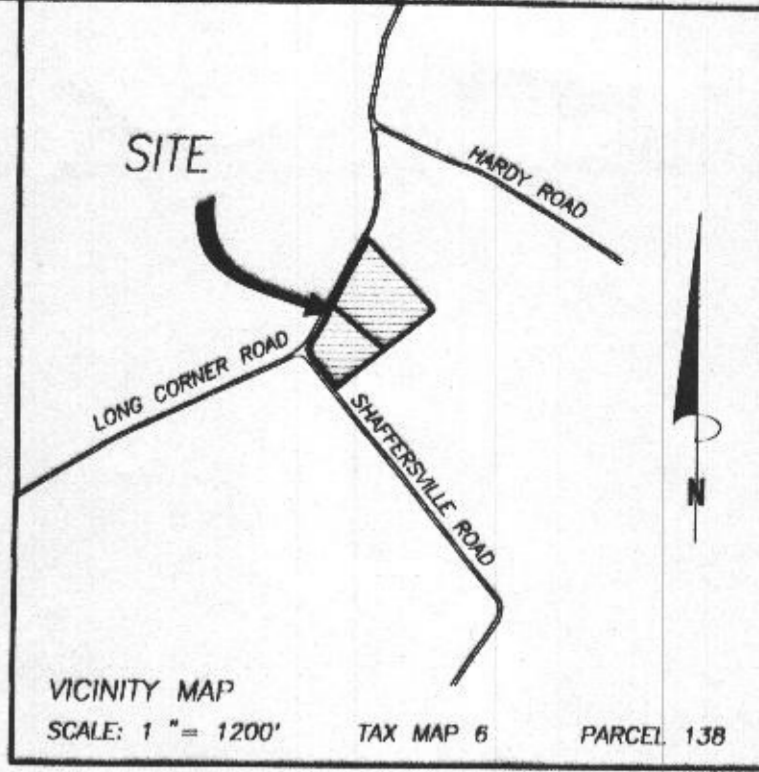 SITE
HARDY ROAD
LONG CORNER ROAD
SHAFFERSVILLE ROAD
N
VICINITY MAP
SCALE: 1 "= 1200' TAX MAP 6 PARCEL 138